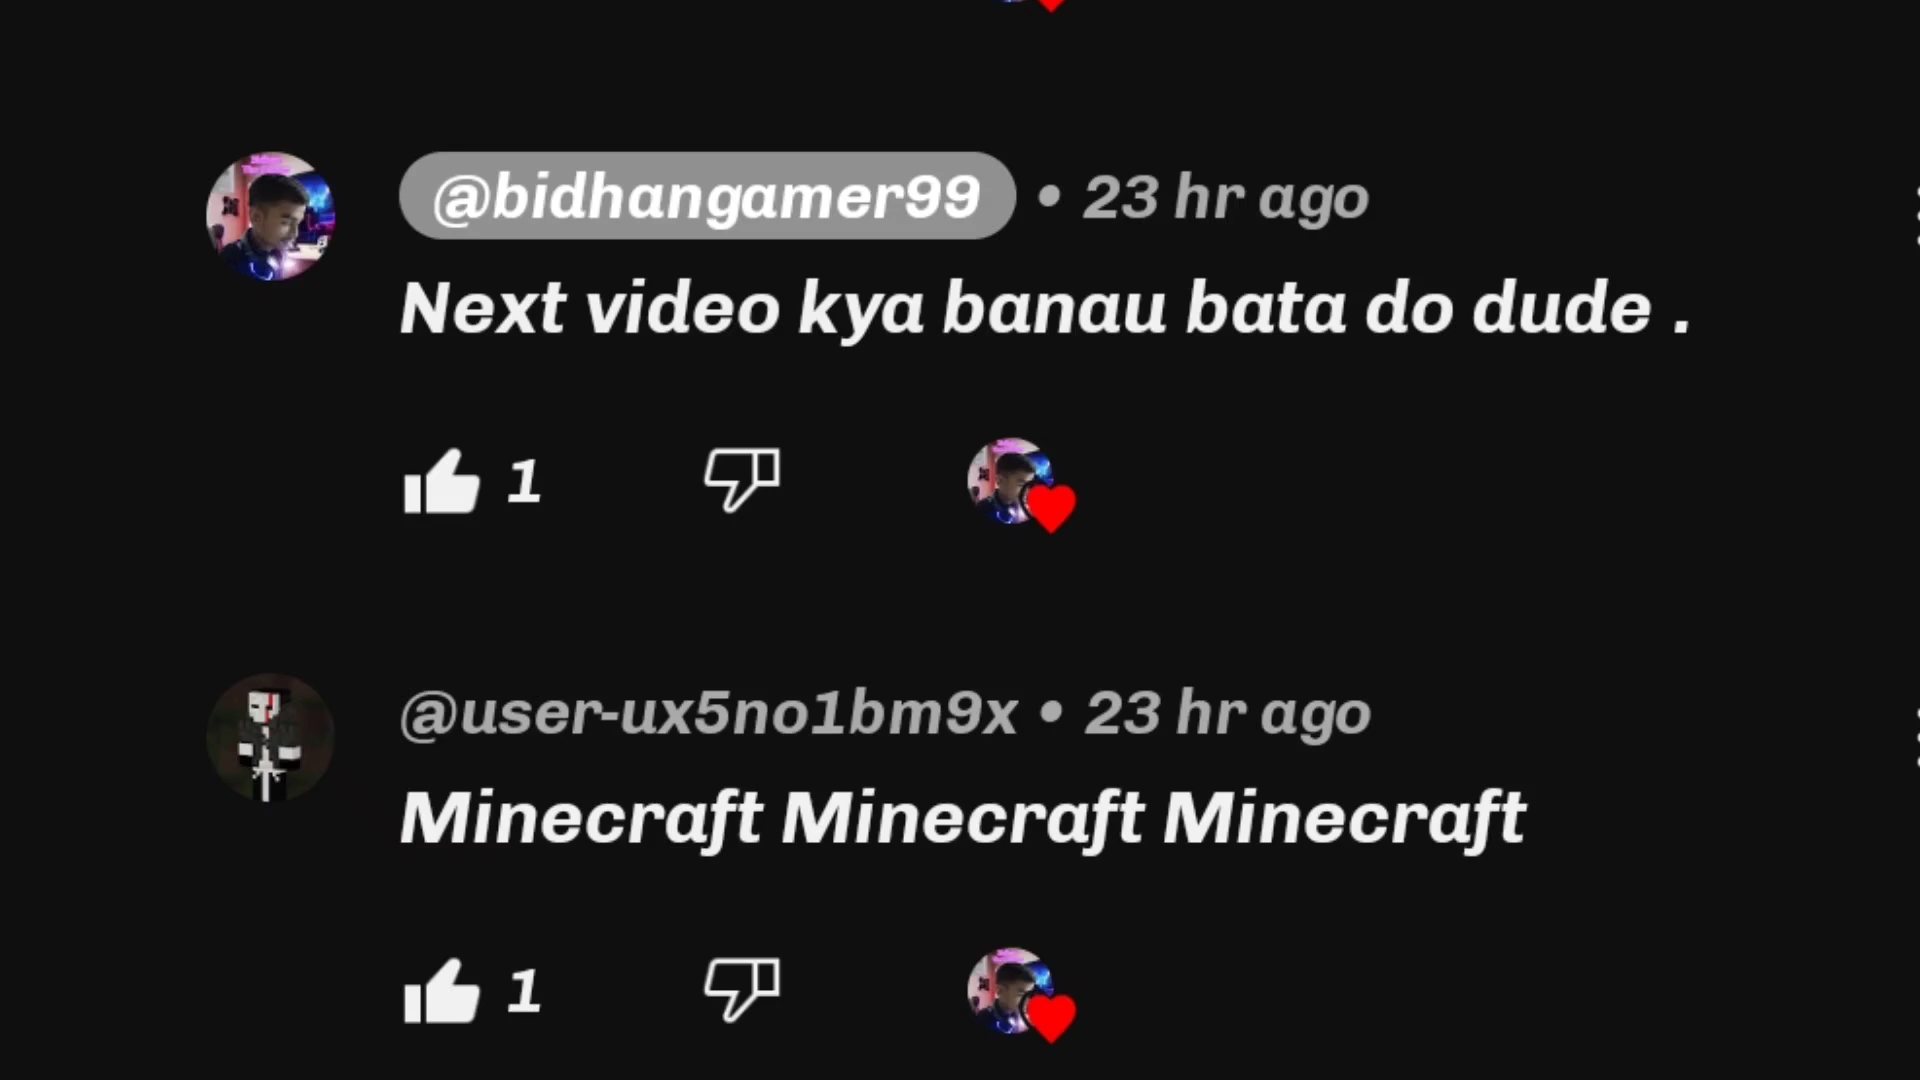 @bidhangamer99 • 23 hr ago
Next video kya banau bata do dude .
1
@user-ux5no1bm9x • 23 hr ago
Minecraft Minecraft Minecraft
1